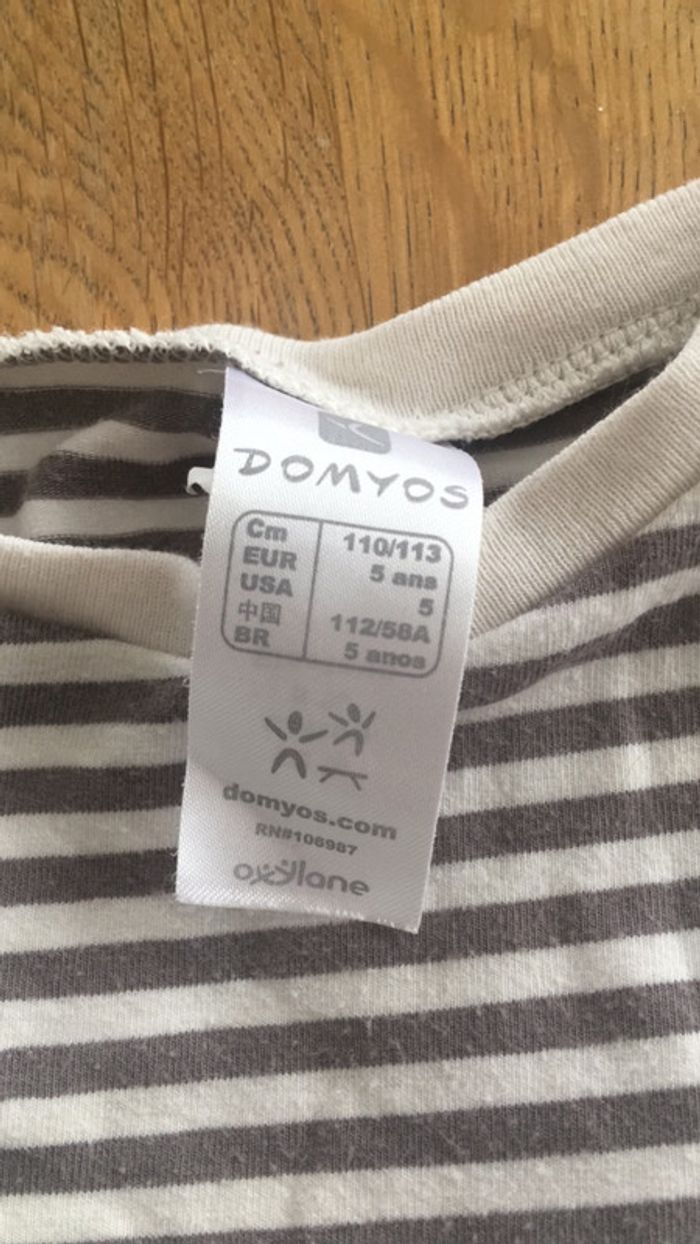 DOMYOS
Cm 110/113
EUR 5 ans
USA 5
中国 112/58A
BR 5 anos
domyos.com
RN#106987
oxylane